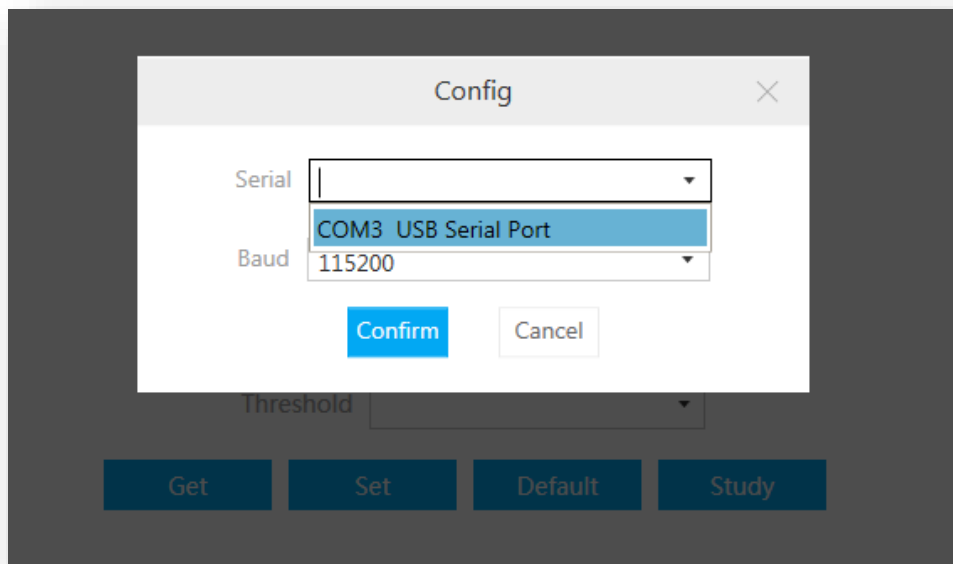 Config
Serial
COM3 USB Serial Port
Baud 115200
Confirm Cancel
Threshold
Get Set Default Study